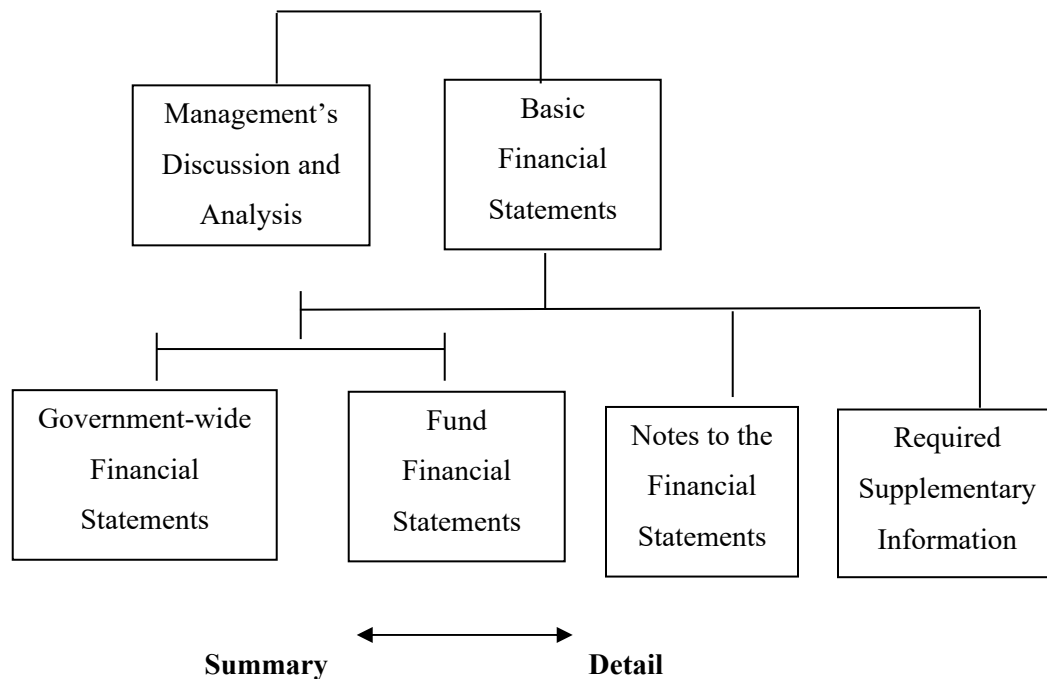 Management’s
Discussion and
Analysis
Basic
Financial
Statements
Government-wide
Financial
Statements
Fund
Financial
Statements
Notes to the
Financial
Statements
Required
Supplementary
Information
Summary
Detail